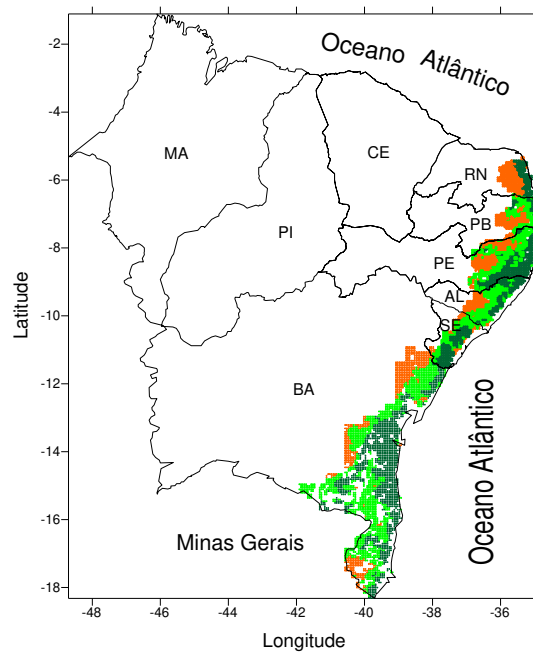 Oceano Atlântico
-2
-4
-6
-8
-10
-12
-14
-16
-18
Latitude
MA
CE
RN
PI
PB
PE
AL
SE
BA
Oceano Atlântico
Minas Gerais
-48
-46
-44
-42
-40
-38
-36
Longitude